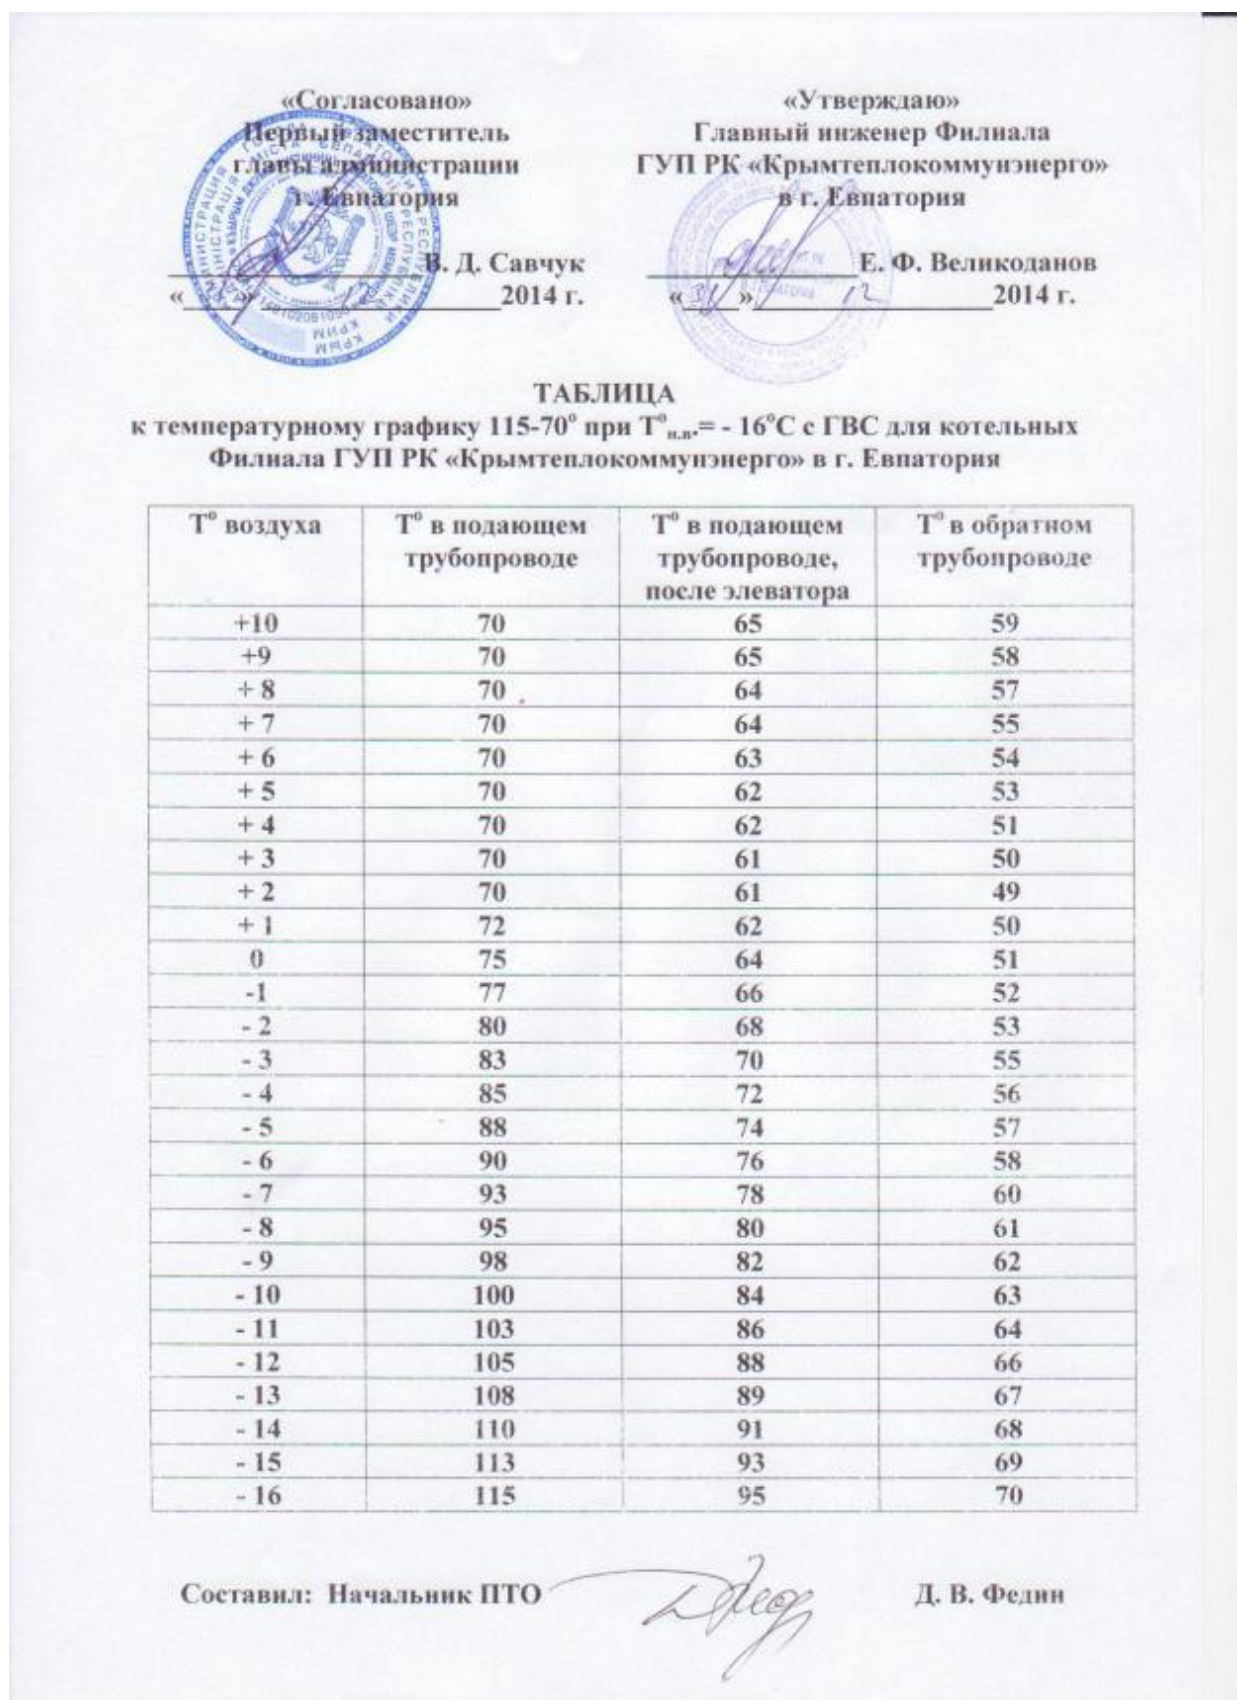 «Согласовано»
Первый заместитель
главы администрации
г. Евпатория
В. Д. Савчук
«____»____________2014 г.
«Утверждаю»
Главный инженер Филиала
ГУП РК «Крымтеплокоммунэнерго»
в г. Евпатория
Е. Ф. Великоданов
«31» 12 2014 г.
ТАБЛИЦА
к температурному графику 115-70° при Т°н.в.= - 16°С с ГВС для котельных
Филиала ГУП РК «Крымтеплокоммунэнерго» в г. Евпатория
Т° воздуха | Т° в подающем трубопроводе | Т° в подающем трубопроводе, после элеватора | Т° в обратном трубопроводе
+10 70 65 59
+9 70 65 58
+ 8 70 64 57
+ 7 70 64 55
+ 6 70 63 54
+ 5 70 62 53
+ 4 70 62 51
+ 3 70 61 50
+ 2 70 61 49
+ 1 72 62 50
0 75 64 51
-1 77 66 52
- 2 80 68 53
- 3 83 70 55
- 4 85 72 56
- 5 88 74 57
- 6 90 76 58
- 7 93 78 60
- 8 95 80 61
- 9 98 82 62
- 10 100 84 63
- 11 103 86 64
- 12 105 88 66
- 13 108 89 67
- 14 110 91 68
- 15 113 93 69
- 16 115 95 70
Составил: Начальник ПТО Д. В. Федин